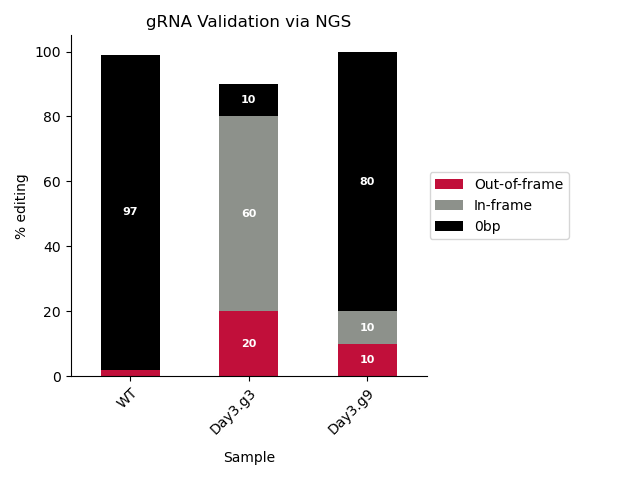 gRNA Validation via NGS
% editing
100
80
60
40
20
0
97
10
60
20
80
10
10
WT
Day3.g3
Day3.g9
Sample
Out-of-frame
In-frame
0bp